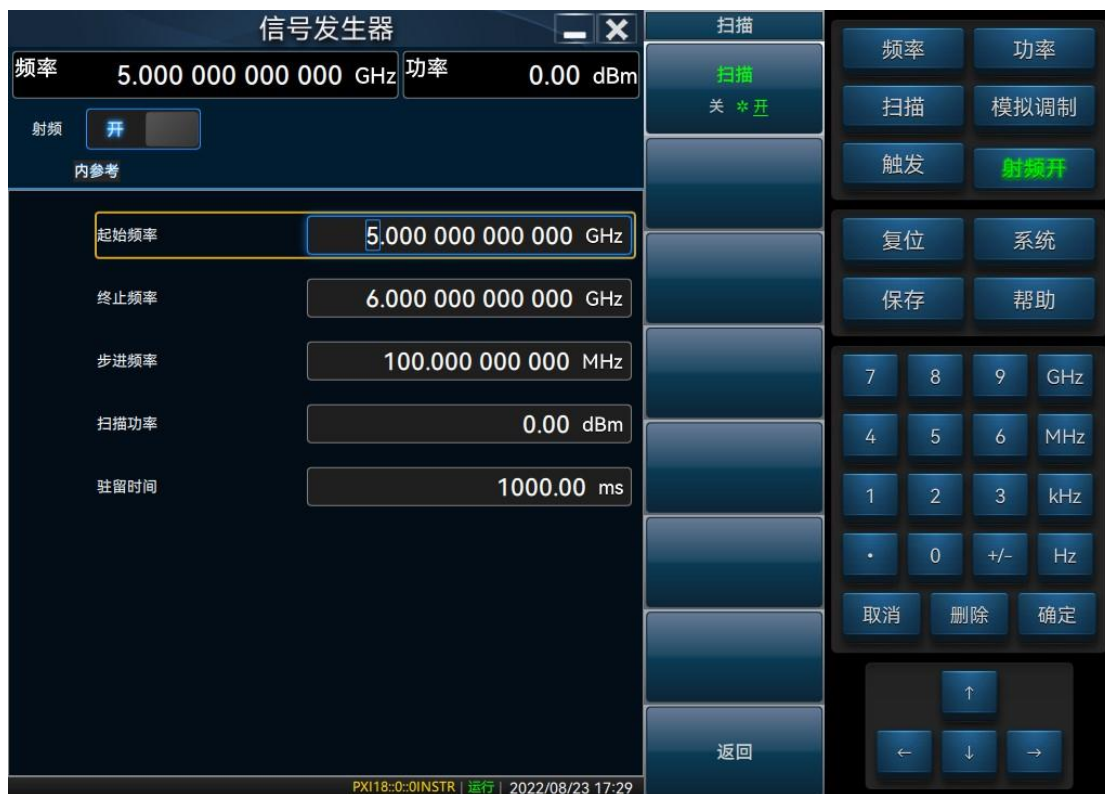 信号发生器
频率 5.000 000 000 000 GHz 功率 0.00 dBm
射频 开
内参考
起始频率 5.000 000 000 000 GHz
终止频率 6.000 000 000 000 GHz
步进频率 100.000 000 000 MHz
扫描功率 0.00 dBm
驻留时间 1000.00 ms
PXI18::0::0INSTR | 运行 | 2022/08/23 17:29
扫描
扫描
关 * 开
返回
频率 功率
扫描 模拟调制
触发 射频开
复位 系统
保存 帮助
7 8 9 GHz
4 5 6 MHz
1 2 3 kHz
· 0 +/- Hz
取消 删除 确定
↑
← ↓ →